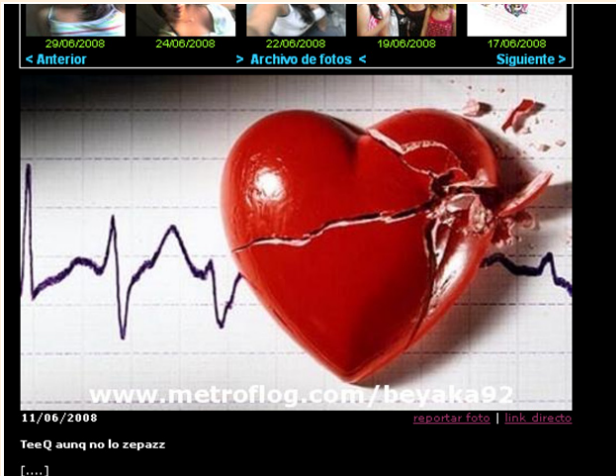 29/06/2008 24/06/2008 22/06/2008 19/06/2008 17/06/2008
< Anterior > Archivo de fotos < Siguiente >
www.metroflog.com/beyaka92
11/06/2008 reportar foto | link directo
TeeQ aunq no lo zepazz
[....]